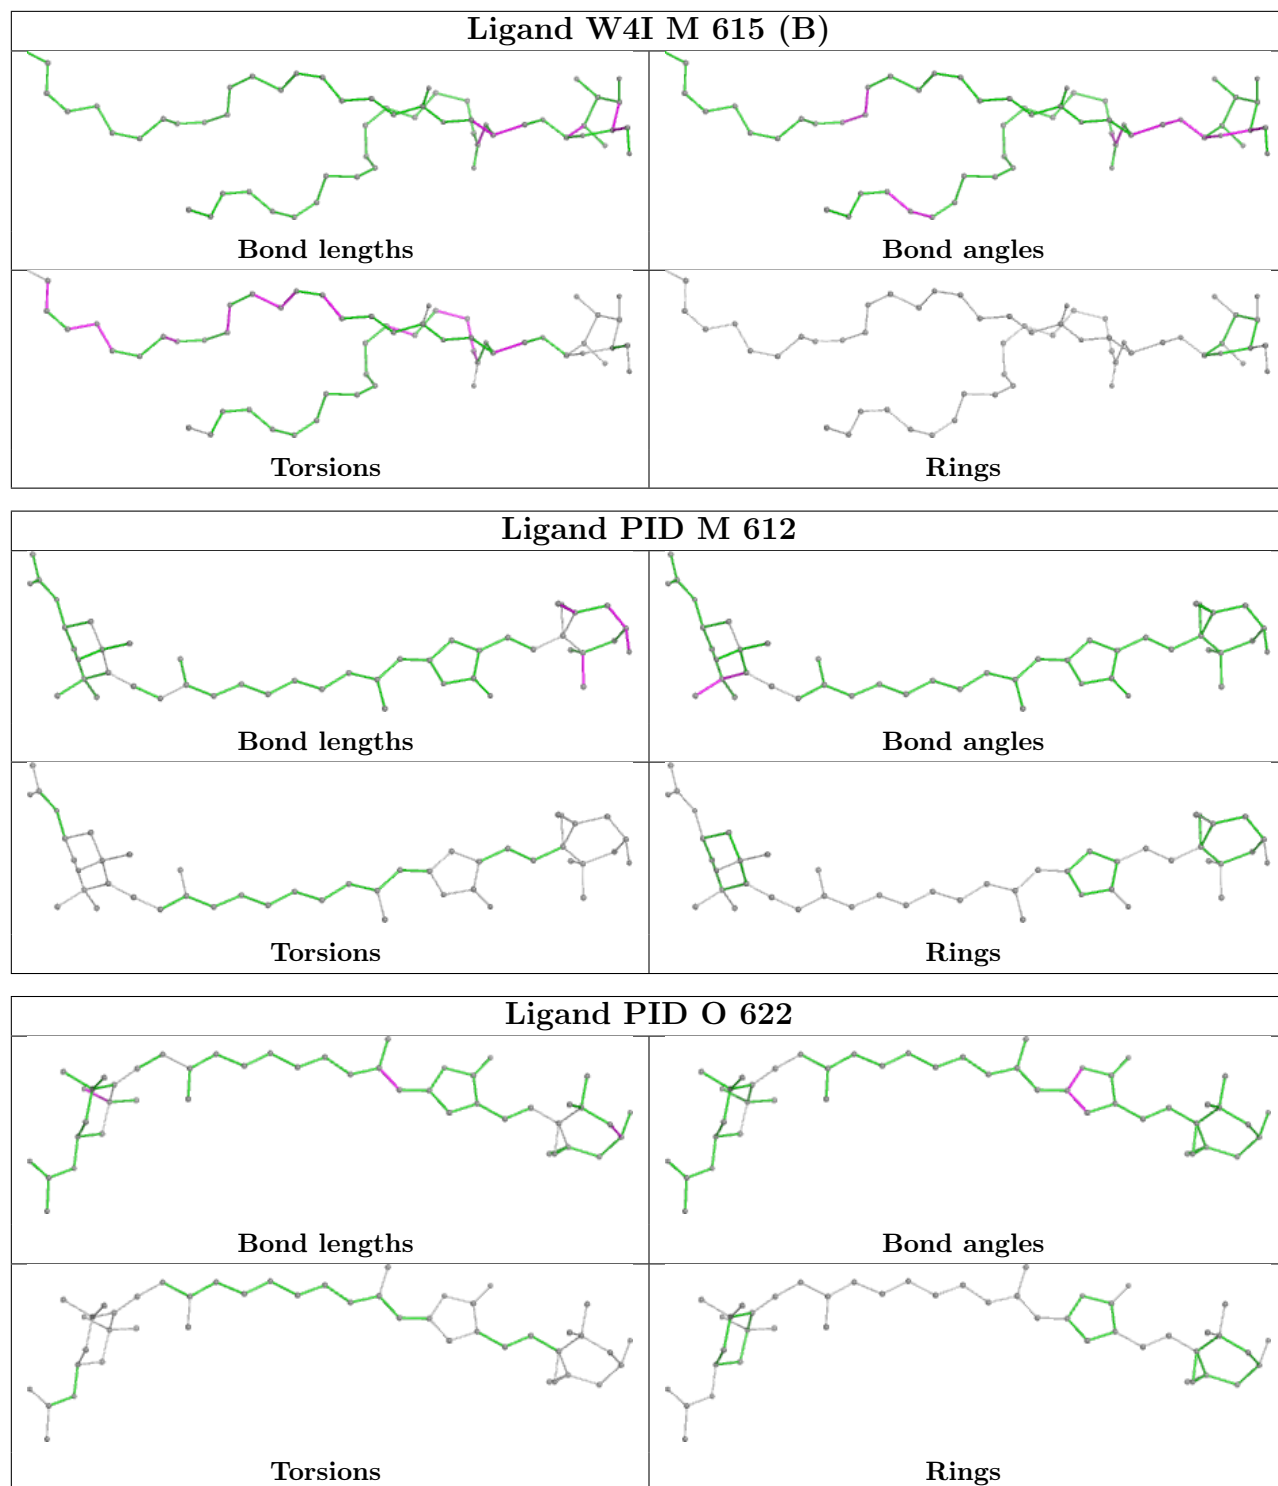 Ligand W4I M 615 (B)
Bond lengths
Bond angles
Torsions
Rings
Ligand PID M 612
Bond lengths
Bond angles
Torsions
Rings
Ligand PID O 622
Bond lengths
Bond angles
Torsions
Rings